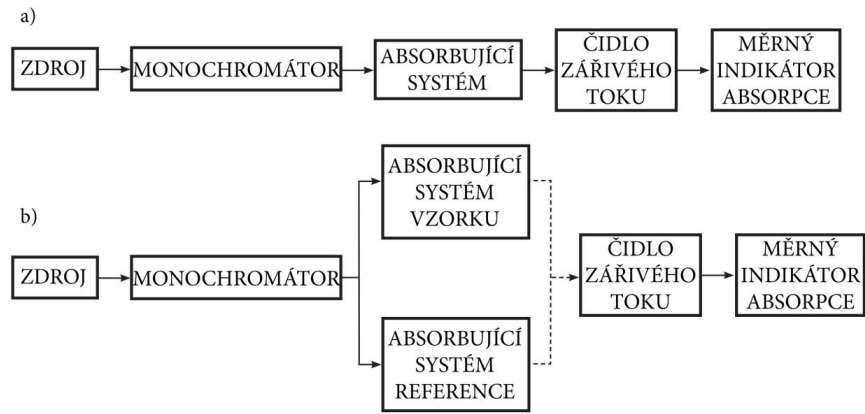 a)
ZDROJ
MONOCHROMÁTOR
ABSORBUJÍCÍ
SYSTÉM
ČIDLO
ZÁŘIVÉHO
TOKU
MĚRNÝ
INDIKÁTOR
ABSORPCE
b)
ZDROJ
MONOCHROMÁTOR
ABSORBUJÍCÍ
SYSTÉM
VZORKU
ABSORBUJÍCÍ
SYSTÉM
REFERENCE
ČIDLO
ZÁŘIVÉHO
TOKU
MĚRNÝ
INDIKÁTOR
ABSORPCE